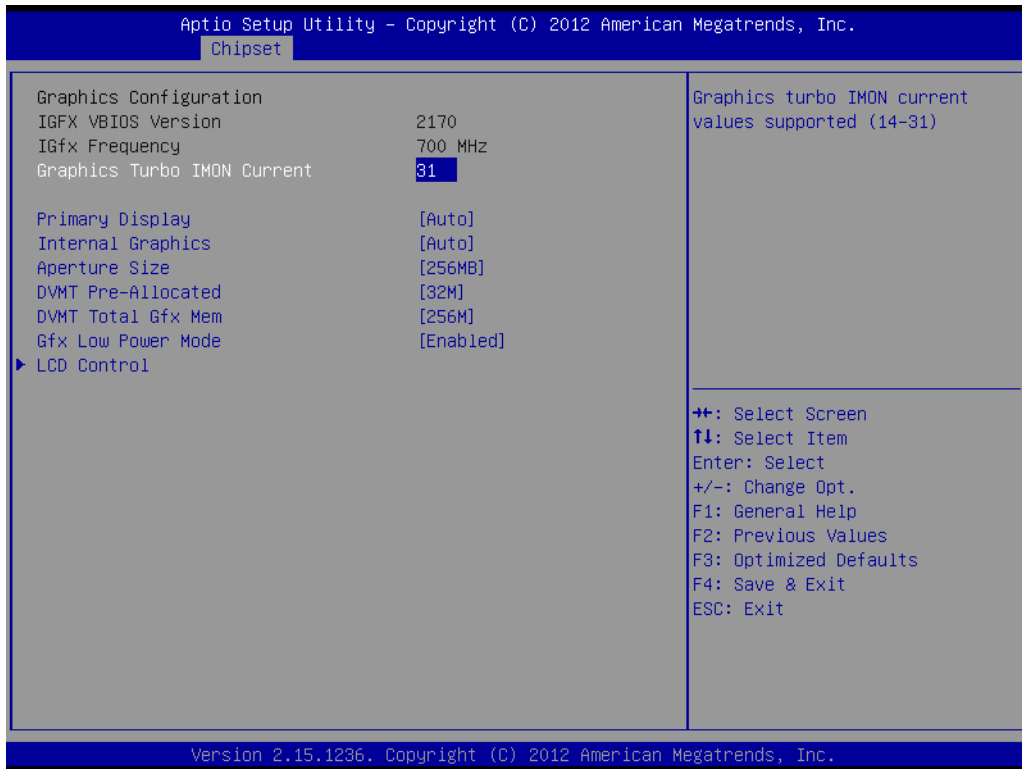 Aptio Setup Utility – Copyright (C) 2012 American Megatrends, Inc.
Chipset
Graphics Configuration
IGFX VBIOS Version 2170
IGfx Frequency 700 MHz
Graphics Turbo IMON Current 31
Primary Display [Auto]
Internal Graphics [Auto]
Aperture Size [256MB]
DVMT Pre-Allocated [32M]
DVMT Total Gfx Mem [256M]
Gfx Low Power Mode [Enabled]
▶ LCD Control
Graphics turbo IMON current
values supported (14-31)
→←: Select Screen
↑↓: Select Item
Enter: Select
+/-: Change Opt.
F1: General Help
F2: Previous Values
F3: Optimized Defaults
F4: Save & Exit
ESC: Exit
Version 2.15.1236. Copyright (C) 2012 American Megatrends, Inc.